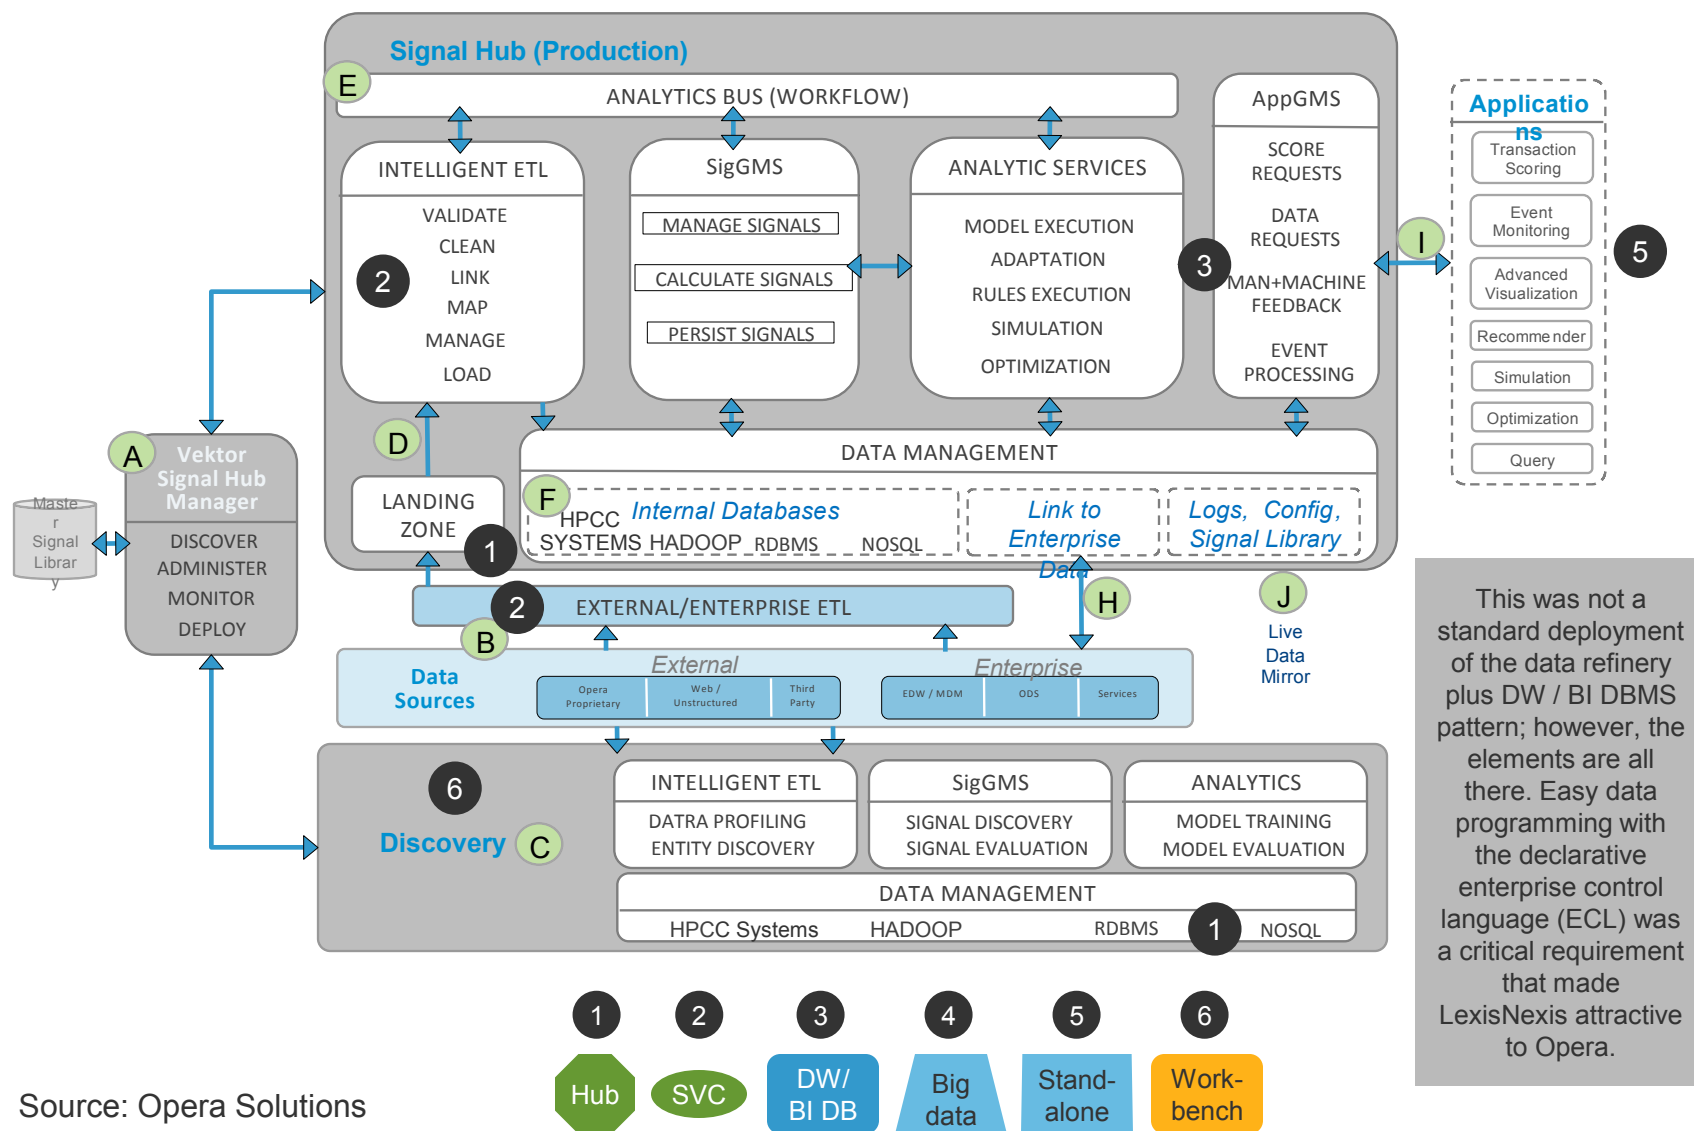 Signal Hub (Production)
E
ANALYTICS BUS (WORKFLOW)
INTELLIGENT ETL
VALIDATE
CLEAN
2
LINK
MAP
MANAGE
LOAD
SigGMS
MANAGE SIGNALS
CALCULATE SIGNALS
PERSIST SIGNALS
ANALYTIC SERVICES
MODEL EXECUTION
ADAPTATION
RULES EXECUTION
SIMULATION
OPTIMIZATION
3
AppGMS
SCORE
REQUESTS
DATA
REQUESTS
MAN+MACHINE
FEEDBACK
EVENT
PROCESSING
I
Applicatio
ns
Transaction
Scoring
Event
Monitoring
Advanced
Visualization
Recommender
Simulation
Optimization
Query
5
A
Vektor
Signal Hub
Manager
DISCOVER
ADMINISTER
MONITOR
DEPLOY
Maste
r
Signal
Librar
y
D
LANDING
ZONE
1
DATA MANAGEMENT
F
Internal Databases
HPCC
SYSTEMS
HADOOP
RDBMS
NOSQL
Link to
Enterprise
Data
Logs, Config,
Signal Library
2
EXTERNAL/ENTERPRISE ETL
B
H
J
Live
Data
Mirror
Data
Sources
External
Opera
Proprietary
Web /
Unstructured
Third
Party
Enterprise
EDW / MDM
ODS
Services
6
Discovery
C
INTELLIGENT ETL
DATRA PROFILING
ENTITY DISCOVERY
SigGMS
SIGNAL DISCOVERY
SIGNAL EVALUATION
ANALYTICS
MODEL TRAINING
MODEL EVALUATION
DATA MANAGEMENT
HPCC Systems
HADOOP
RDBMS
1
NOSQL
This was not a
standard deployment
of the data refinery
plus DW / BI DBMS
pattern; however, the
elements are all
there. Easy data
programming with
the declarative
enterprise control
language (ECL) was
a critical requirement
that made
LexisNexis attractive
to Opera.
1
2
3
4
5
6
Hub
SVC
DW/
BI DB
Big
data
Stand-
alone
Work-
bench
Source: Opera Solutions